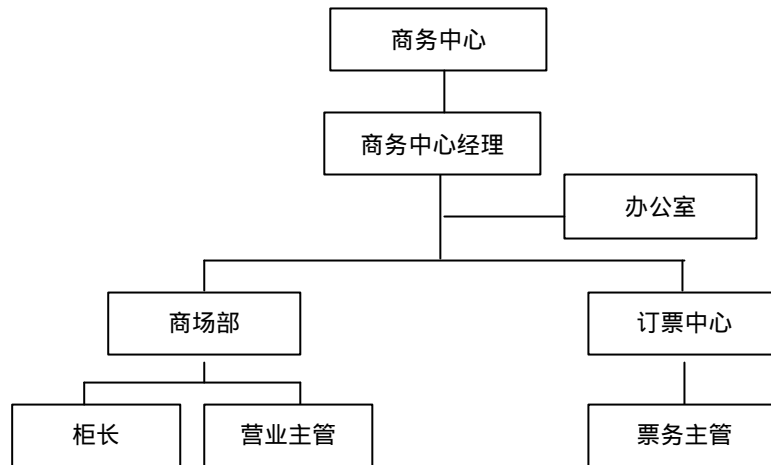 商务中心
商务中心经理
办公室
商场部
订票中心
柜长
营业主管
票务主管